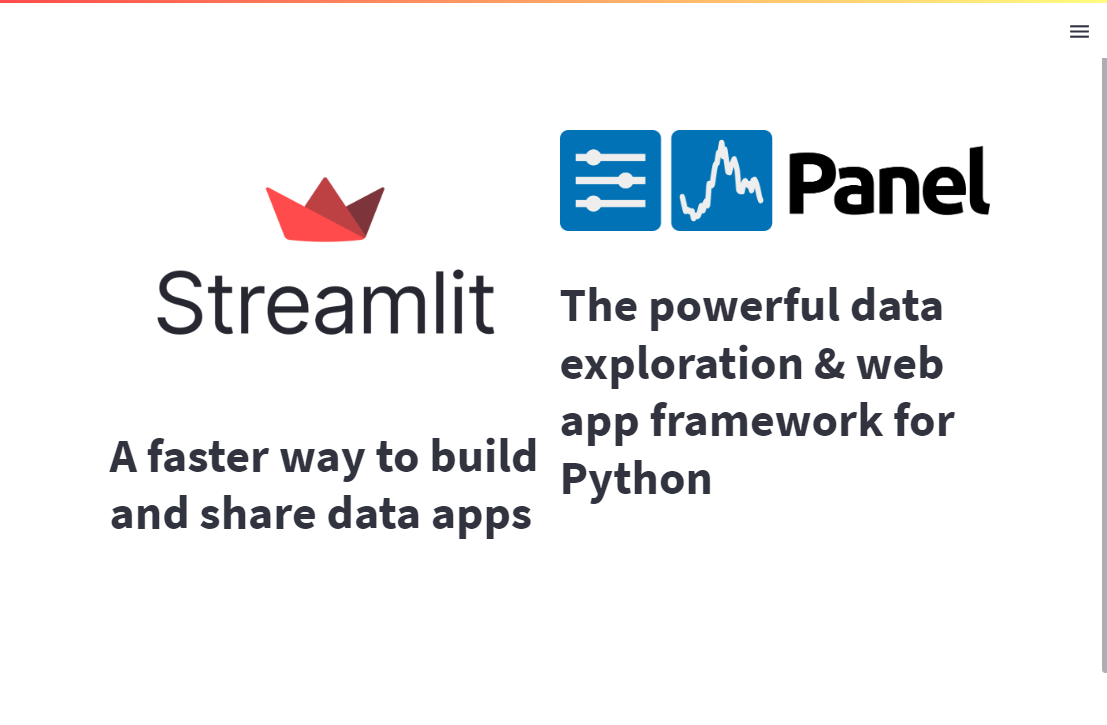 Streamlit
A faster way to build
and share data apps
Panel
The powerful data
exploration & web
app framework for
Python